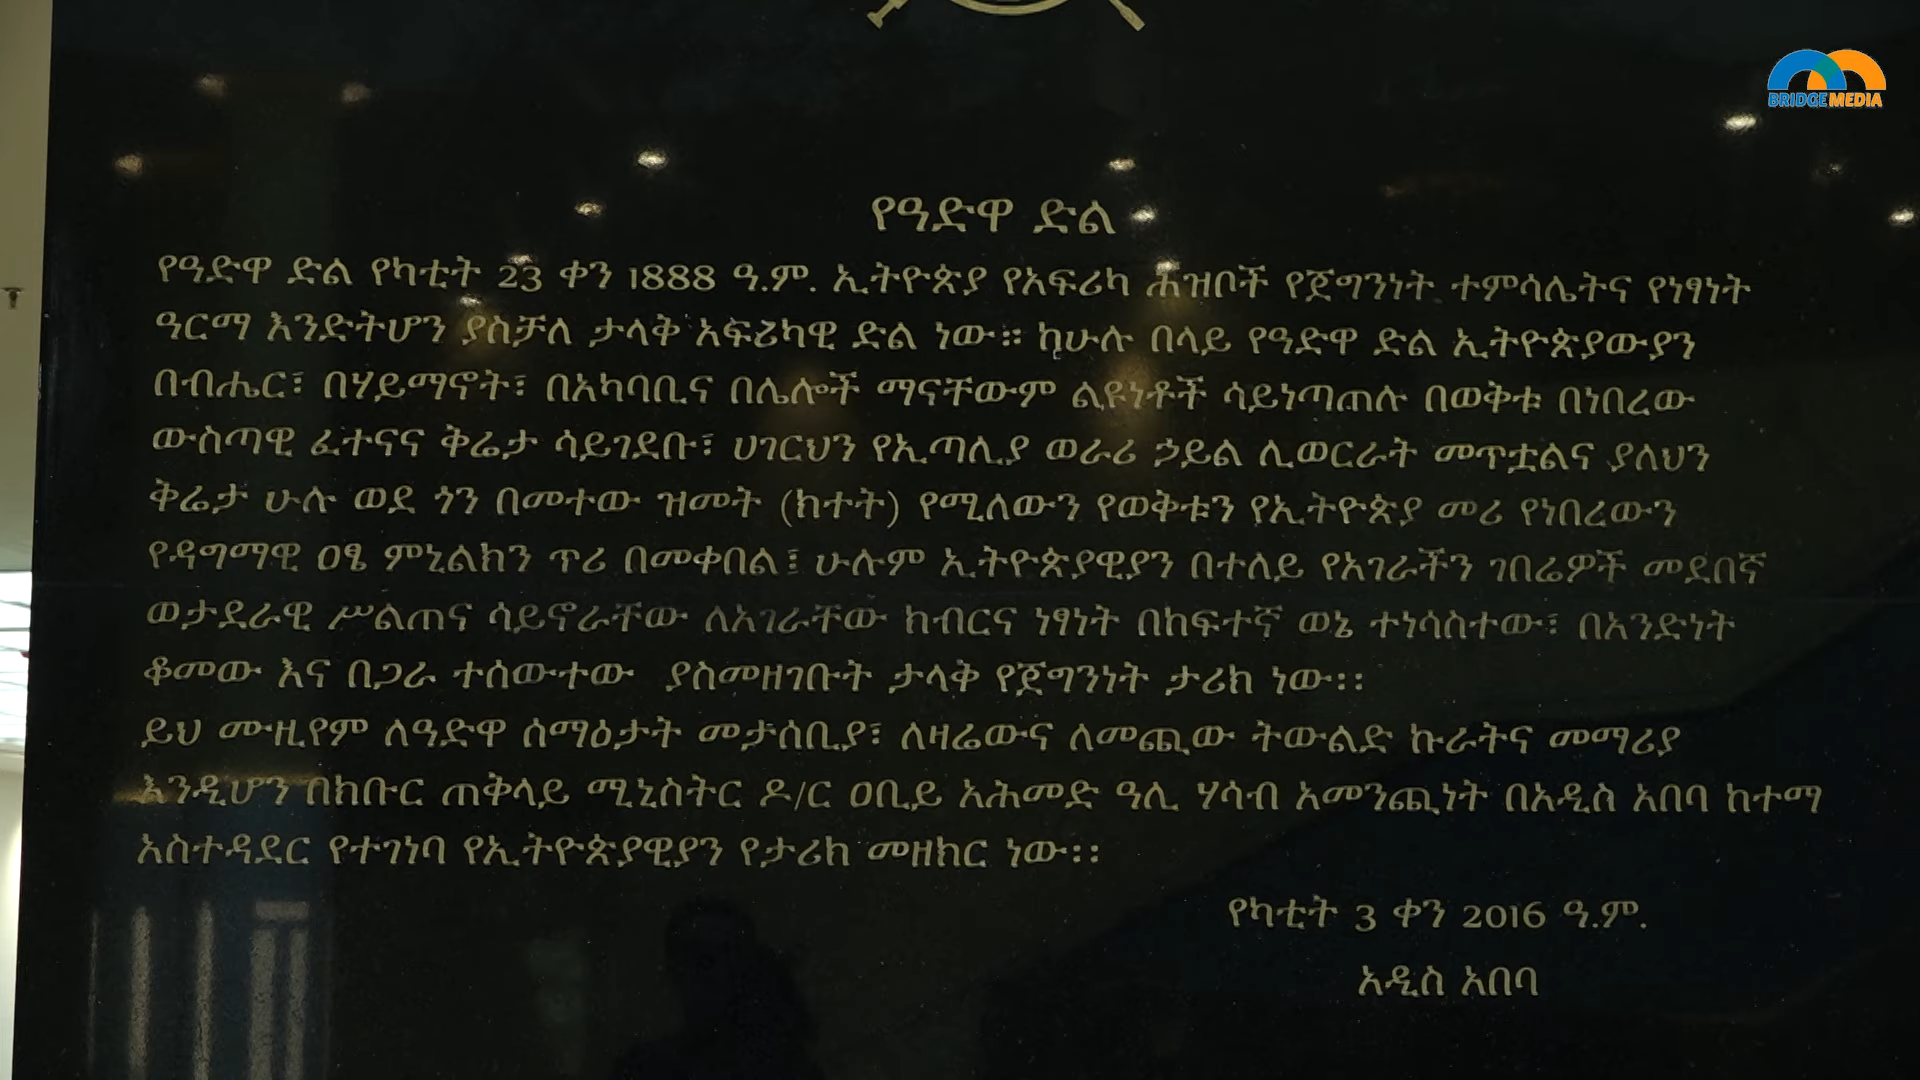 BRIDGE MEDIA
የዓድዋ ድል
የዓድዋ ድል የካቲት 23 ቀን 1888 ዓ.ም. ኢትዮጵያ የአፍሪካ ሕዝቦች የጀግንነት ተምሳሌትና የነፃነት
ዓርማ እንድትሆን ያስቻለ ታላቅ አፍሪካዊ ድል ነው። ከሁሉ በላይ የዓድዋ ድል ኢትዮጵያውያን
በብሔር፣ በሃይማኖት፣ በአካባቢና በሌሎች ማናቸውም ልዩነቶች ሳይነጣጠሉ በወቅቱ በነበረው
ውስጣዊ ፈተናና ቅሬታ ሳይገደቡ፣ ሀገርህን የኢጣሊያ ወራሪ ኃይል ሊወርራት መጥቷልና ያለህን
ቅሬታ ሁሉ ወደ ጎን በመተው ዝመት (ክተት) የሚለውን የወቅቱን የኢትዮጵያ መሪ የነበረውን
የዳግማዊ ዐፄ ምኒልክን ጥሪ በመቀበል፤ ሁሉም ኢትዮጵያዊያን በተለይ የአገራችን ገበሬዎች መደበኛ
ወታደራዊ ሥልጠና ሳይኖራቸው ለአገራቸው ክብርና ነፃነት በከፍተኛ ወኔ ተነሳስተው፣ በአንድነት
ቆመው እና በጋራ ተሰውተው ያስመዘገቡት ታላቅ የጀግንነት ታሪክ ነው፡፡
ይህ ሙዚየም ለዓድዋ ሰማዕታት መታሰቢያ፣ ለዛሬውና ለመጪው ትውልድ ኩራትና መማሪያ
እንዲሆን በክቡር ጠቅላይ ሚኒስትር ዶ/ር ዐቢይ አሕመድ ዓሊ ሃሳብ አመንጪነት በአዲስ አበባ ከተማ
አስተዳደር የተገነባ የኢትዮጵያዊያን የታሪክ መዘክር ነው፡፡
የካቲት 3 ቀን 2016 ዓ.ም.
አዲስ አበባ